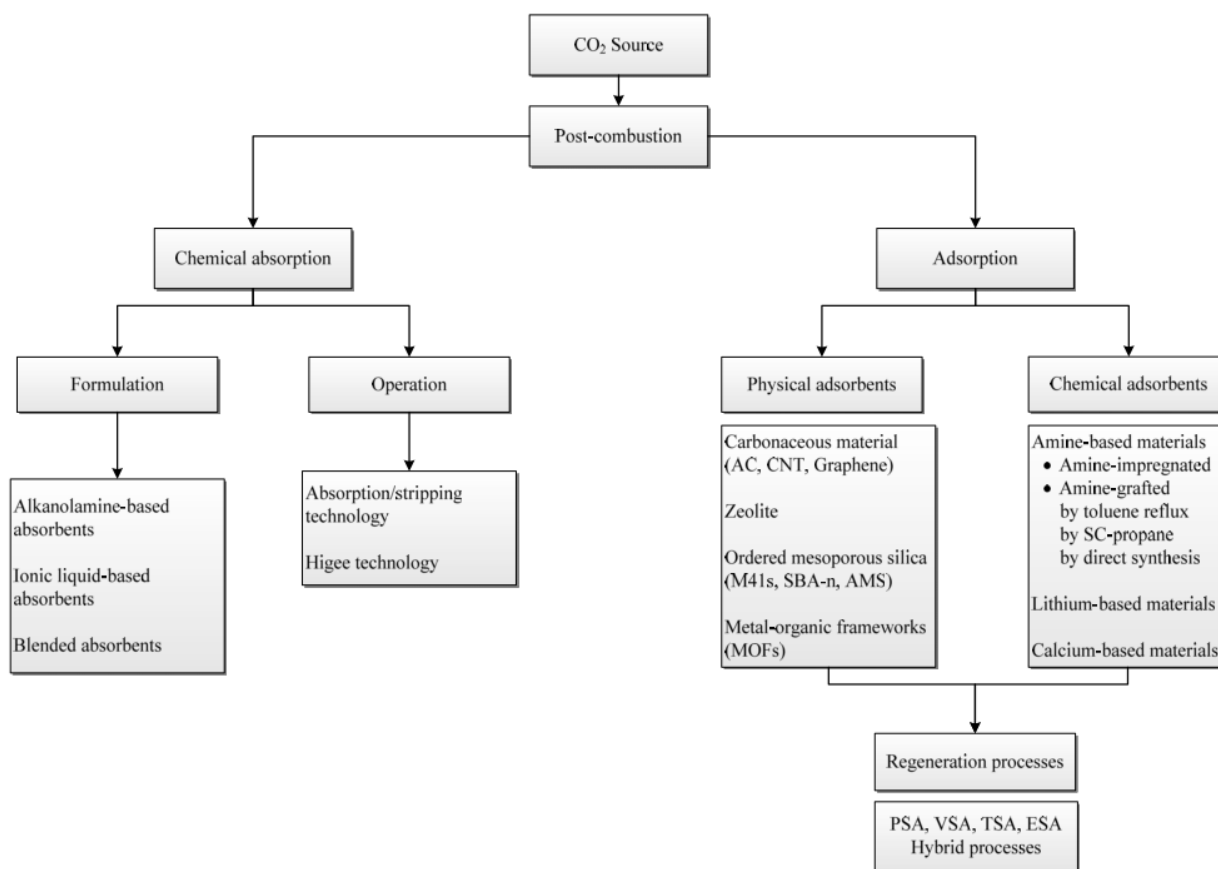 CO₂ Source
Post-combustion
Chemical absorption
Adsorption
Formulation
Operation
Physical adsorbents
Chemical adsorbents
Alkanolamine-based
absorbents
Ionic liquid-based
absorbents
Blended absorbents
Absorption/stripping
technology
Higee technology
Carbonaceous material
(AC, CNT, Graphene)
Zeolite
Ordered mesoporous silica
(M41s, SBA-n, AMS)
Metal-organic frameworks
(MOFs)
Amine-based materials
• Amine-impregnated
• Amine-grafted
by toluene reflux
by SC-propane
by direct synthesis
Lithium-based materials
Calcium-based materials
Regeneration processes
PSA, VSA, TSA, ESA
Hybrid processes